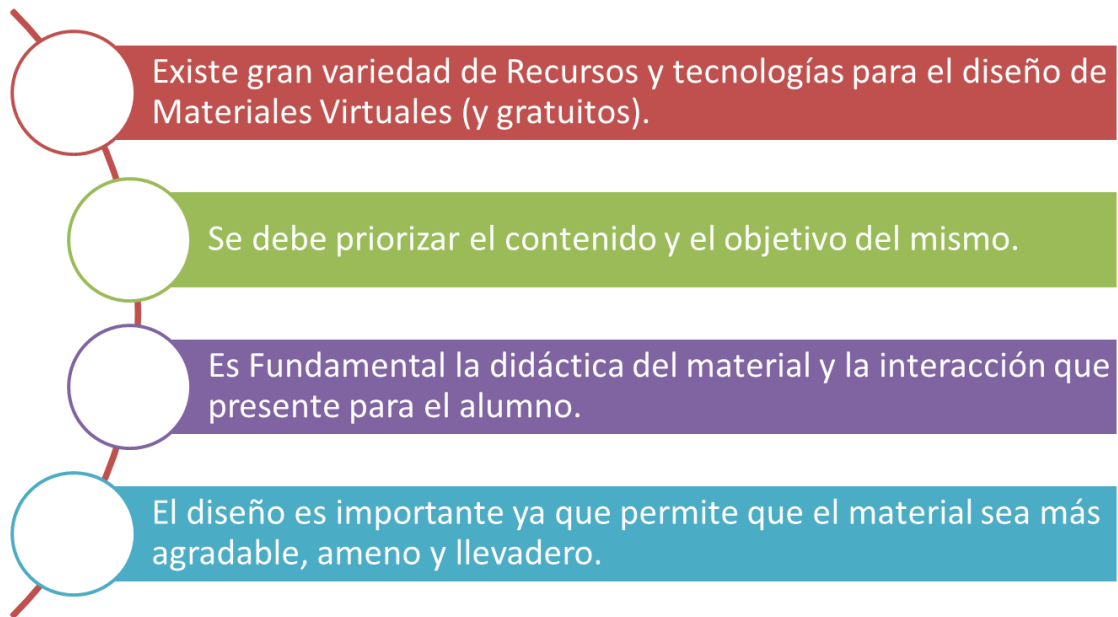 Existe gran variedad de Recursos y tecnologías para el diseño de
Materiales Virtuales (y gratuitos).
Se debe priorizar el contenido y el objetivo del mismo.
Es Fundamental la didáctica del material y la interacción que
presente para el alumno.
El diseño es importante ya que permite que el material sea más
agradable, ameno y llevadero.